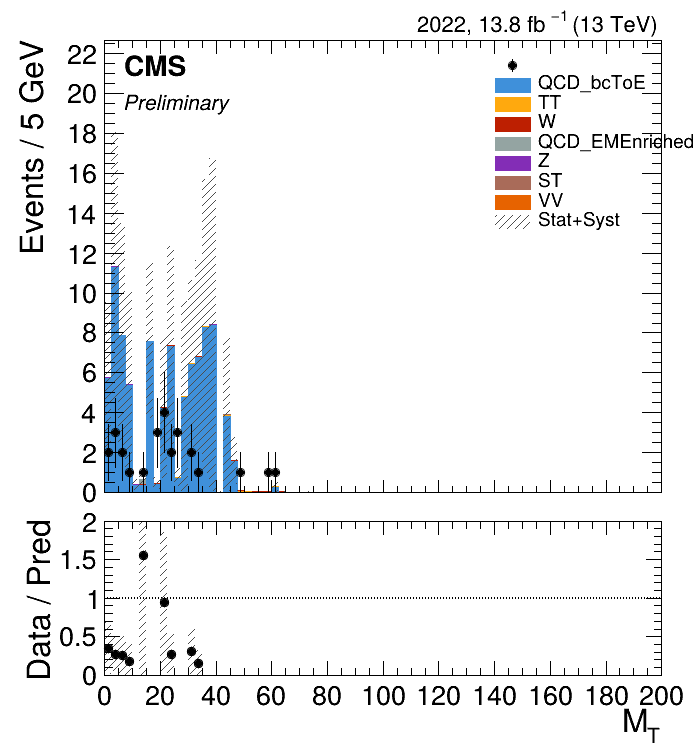 2022, 13.8 fb⁻¹ (13 TeV)
CMS
Preliminary
Events / 5 GeV
22
20
18
16
14
12
10
8
6
4
2
0
QCD_bcToE
TT
W
QCD_EMEnriched
Z
ST
VV
Stat+Syst
Data / Pred
2
1.5
1
0.5
0
0 20 40 60 80 100 120 140 160 180 200
M_T